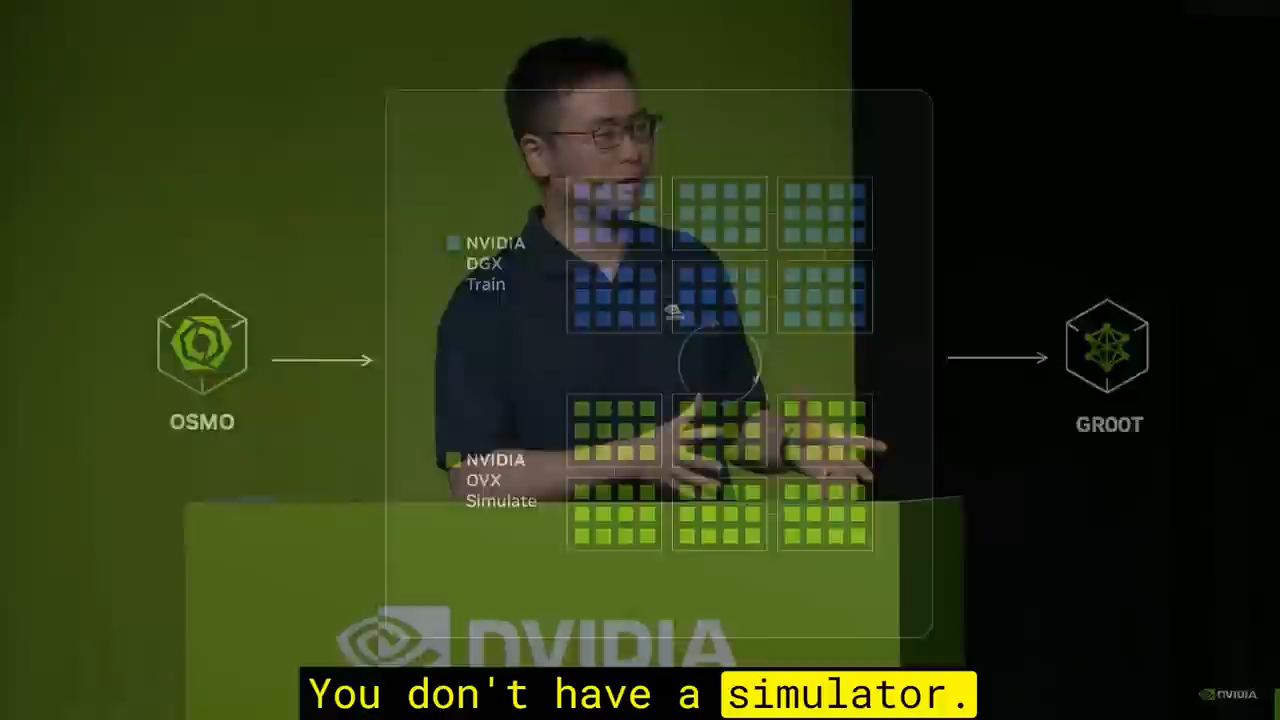 NVIDIA
DGX
Train
OSMO
GROOT
NVIDIA
OVX
Simulate
NVIDIA
You don't have a simulator.
NVIDIA